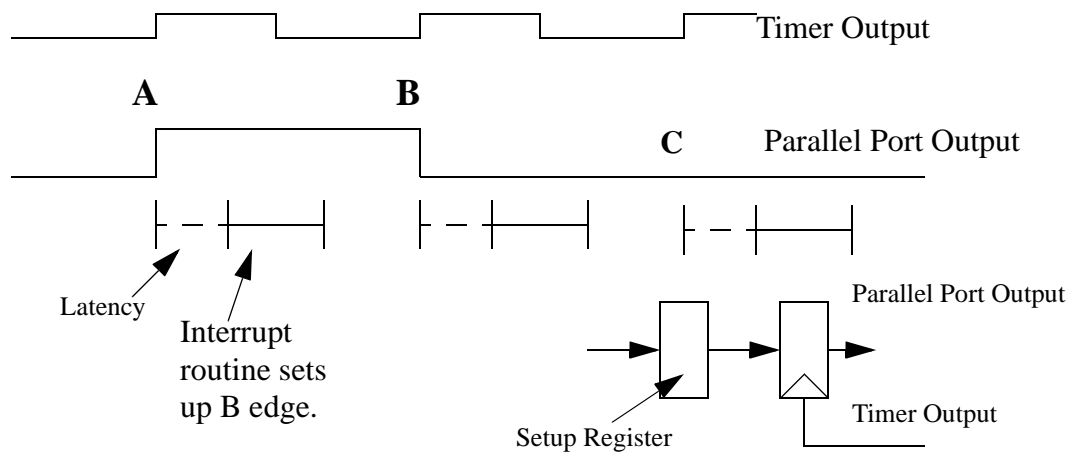 Timer Output
A
B
C
Parallel Port Output
Latency
Interrupt
routine sets
up B edge.
Parallel Port Output
Setup Register
Timer Output